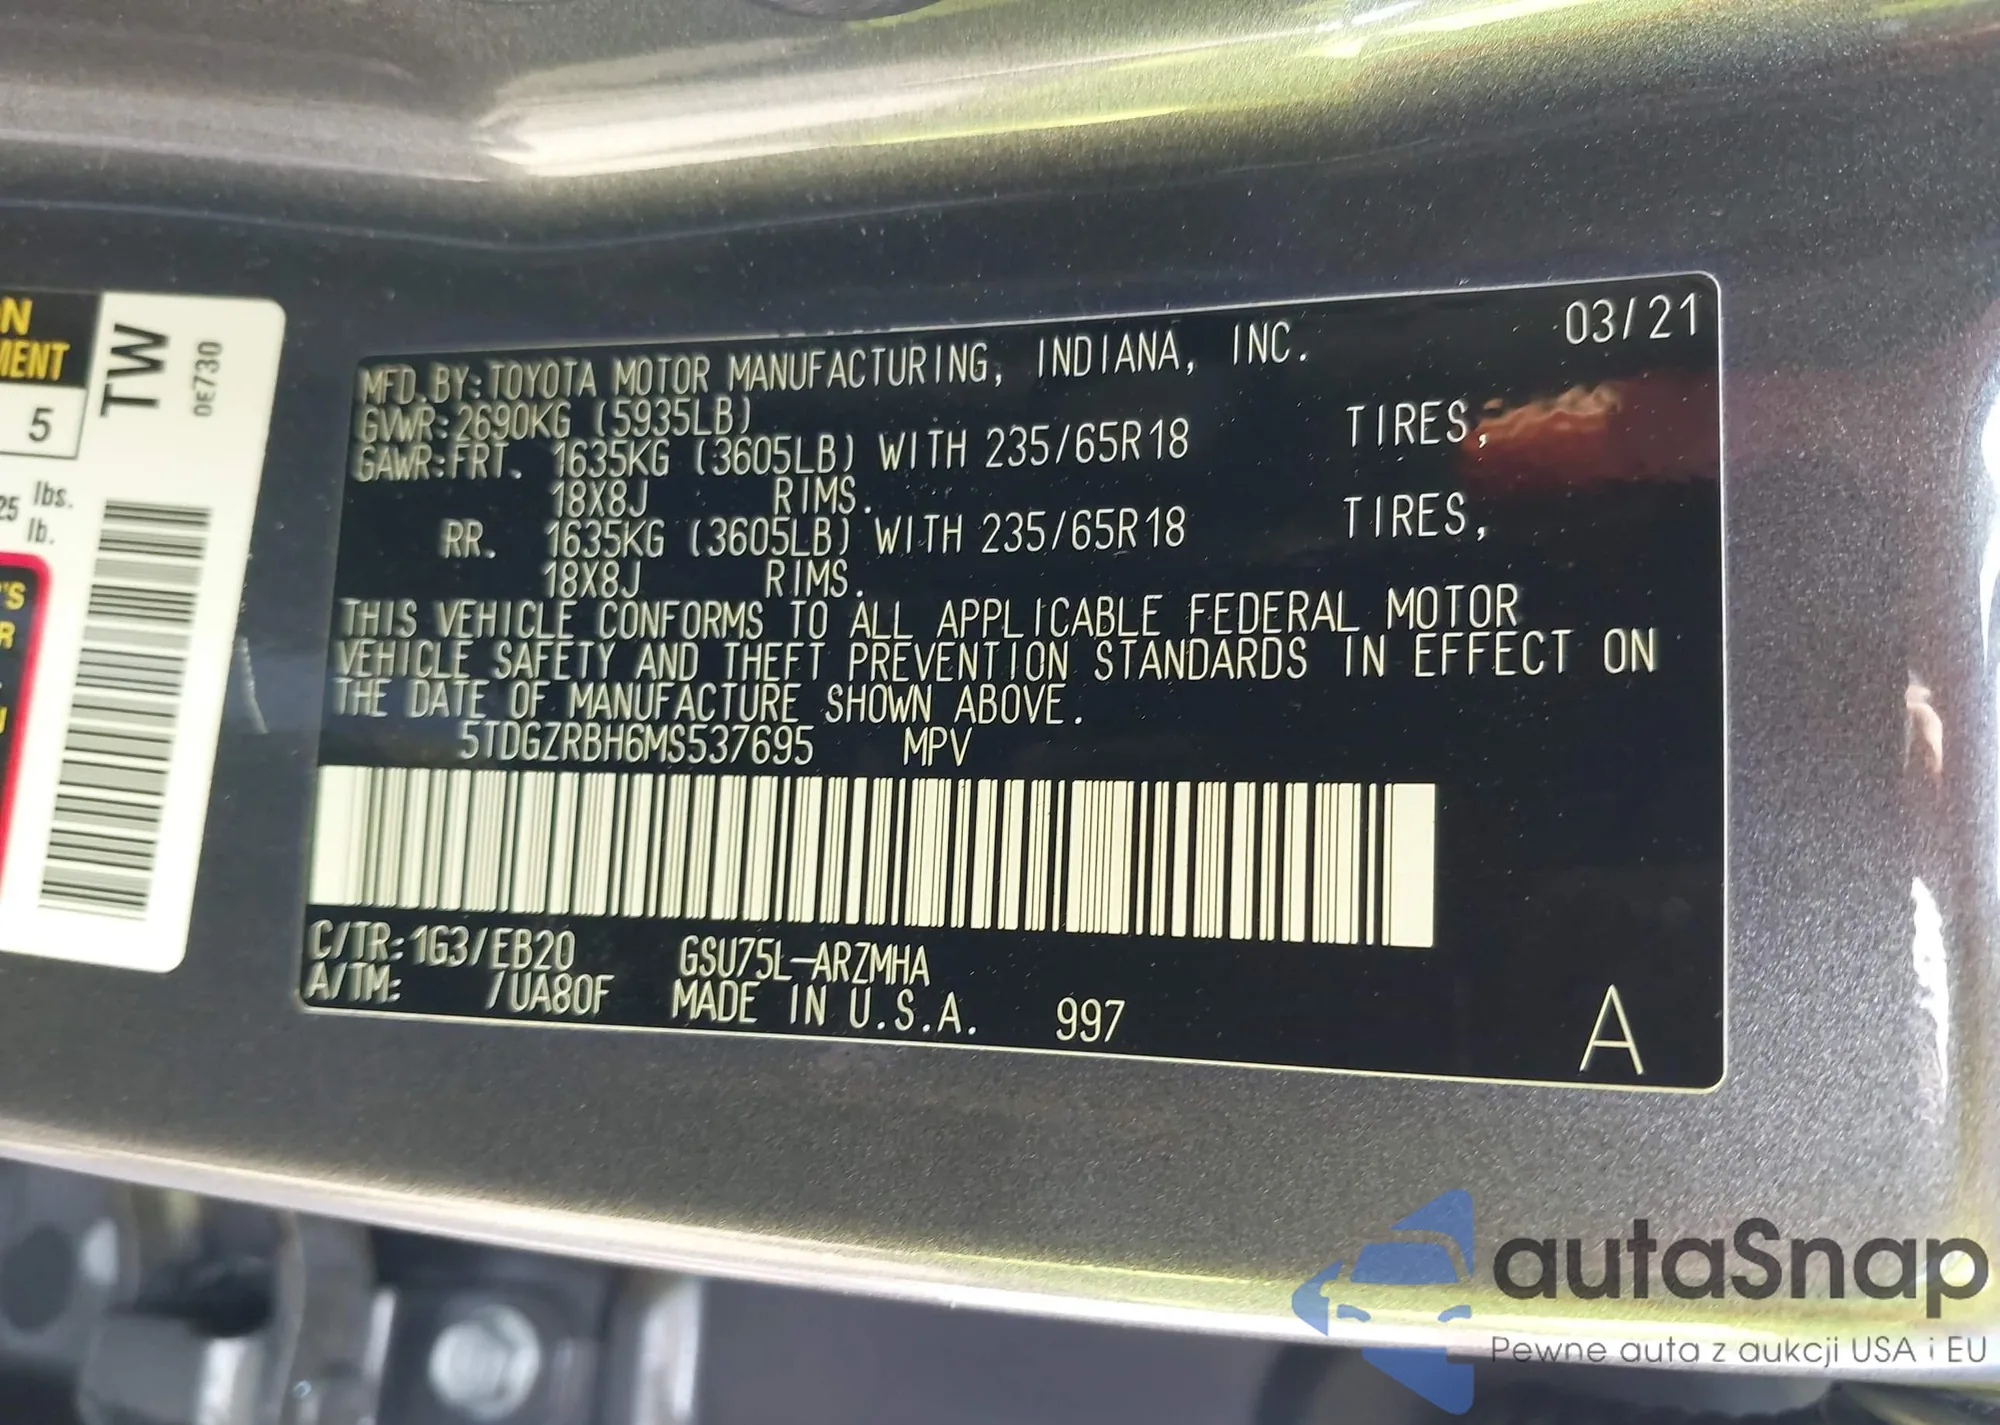 N
MENT
5
25 lbs.
lb.
'S
R
TW
0E730
03/21
MFD.BY:TOYOTA MOTOR MANUFACTURING, INDIANA, INC.
GVWR:2690KG (5935LB)
GAWR:FRT. 1635KG (3605LB) WITH 235/65R18 TIRES,
18X8J RIMS.
RR. 1635KG (3605LB) WITH 235/65R18 TIRES,
18X8J RIMS.
THIS VEHICLE CONFORMS TO ALL APPLICABLE FEDERAL MOTOR
VEHICLE SAFETY AND THEFT PREVENTION STANDARDS IN EFFECT ON
THE DATE OF MANUFACTURE SHOWN ABOVE.
5TDGZRBH6MS537695 MPV
C/TR:1G3/EB20 GSU75L-ARZMHA
A/TM: /UA80F MADE IN U.S.A. 997
A
autaSnap
Pewne auta z aukcji USA i EU